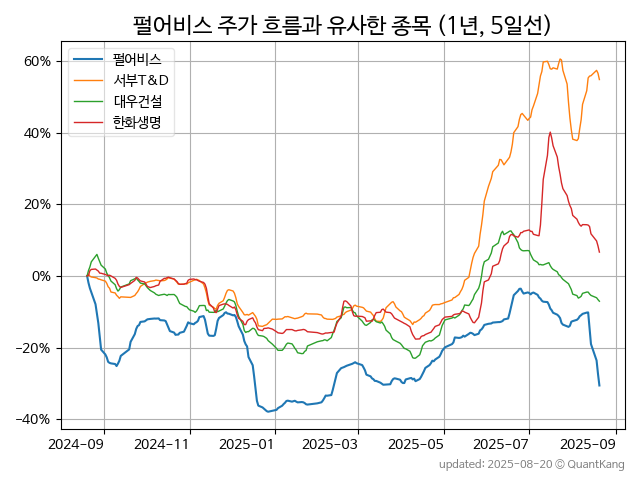 펄어비스 주가 흐름과 유사한 종목 (1년, 5일선)
펄어비스
서부T&D
대우건설
한화생명
60%
40%
20%
0%
−20%
−40%
2024-09 2024-11 2025-01 2025-03 2025-05 2025-07 2025-09
updated: 2025-08-20 © QuantKang